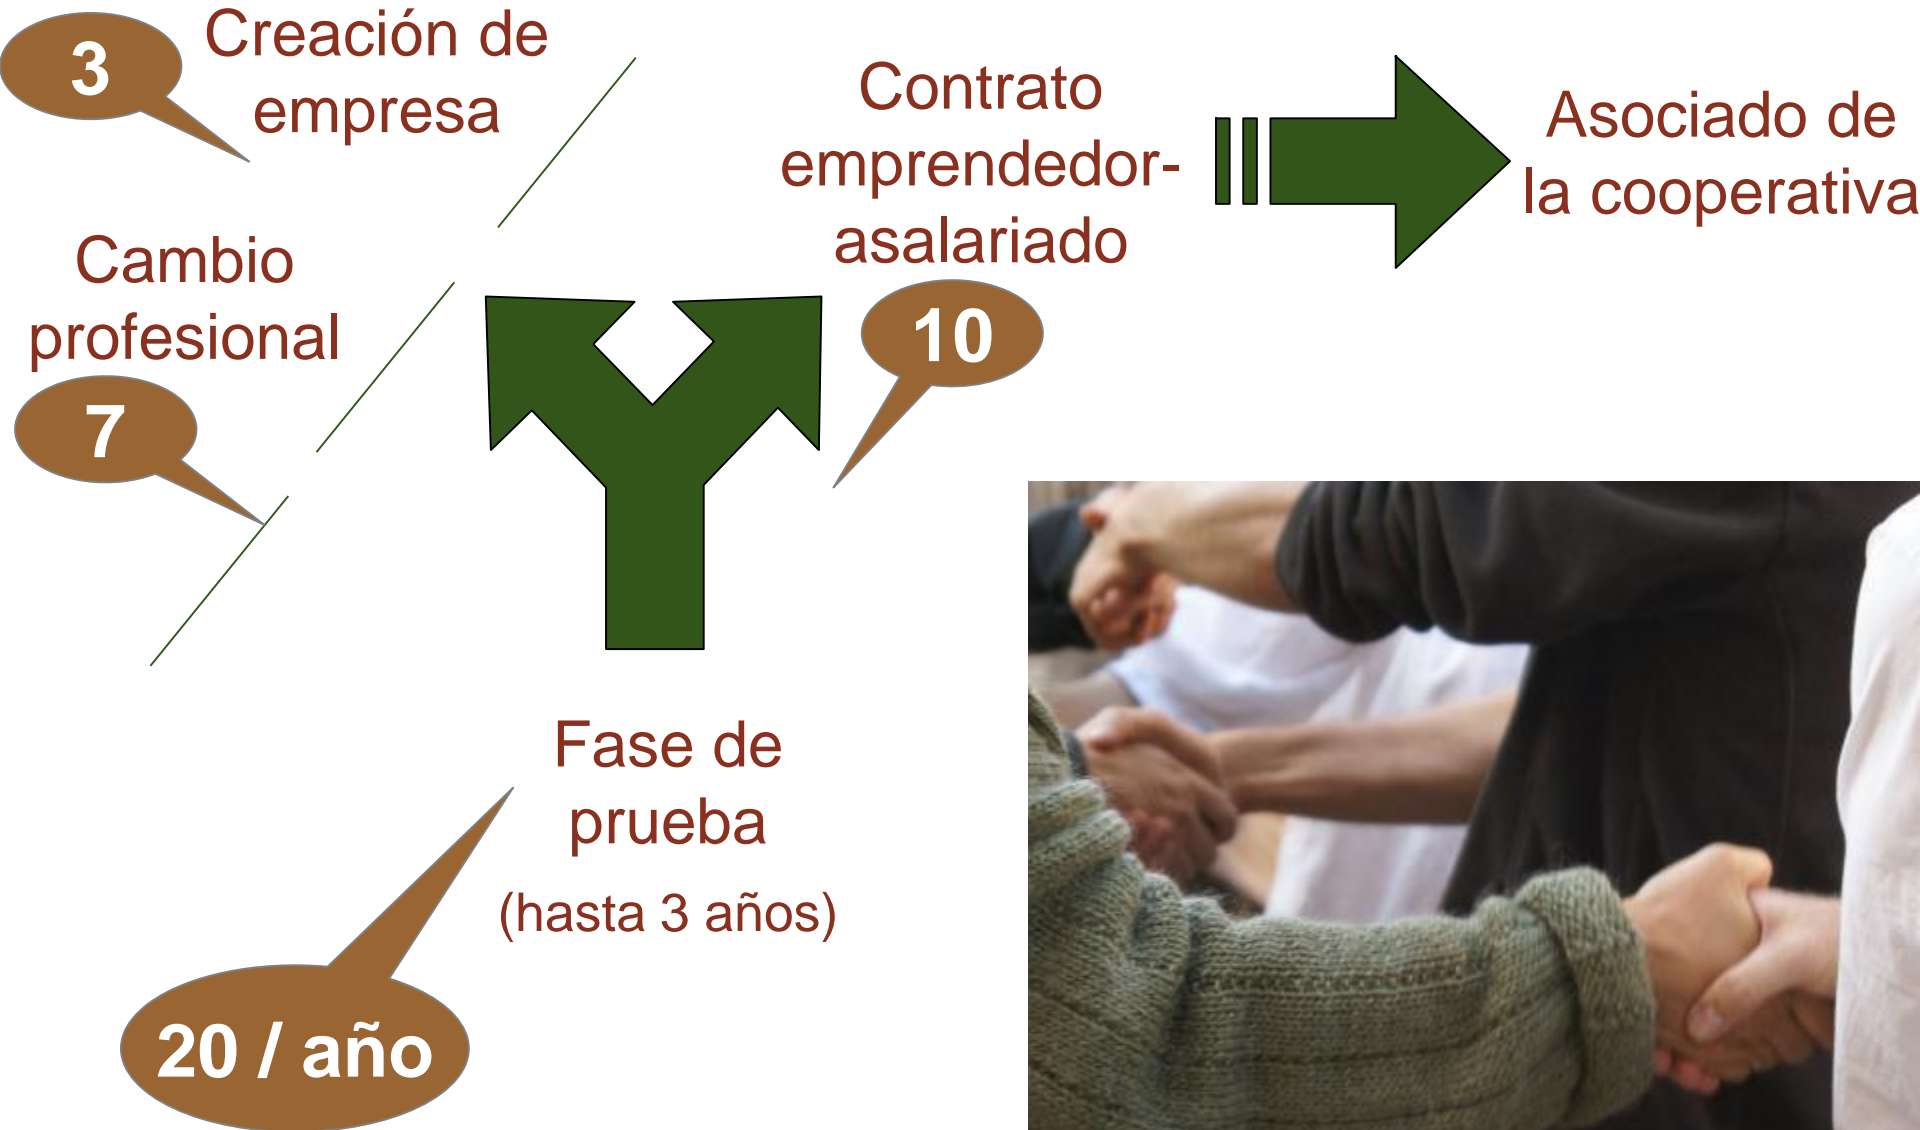 3
Creación de
empresa
Contrato
emprendedor-
asalariado
Asociado de
la cooperativa
Cambio
profesional
7
10
Fase de
prueba
(hasta 3 años)
20 / año